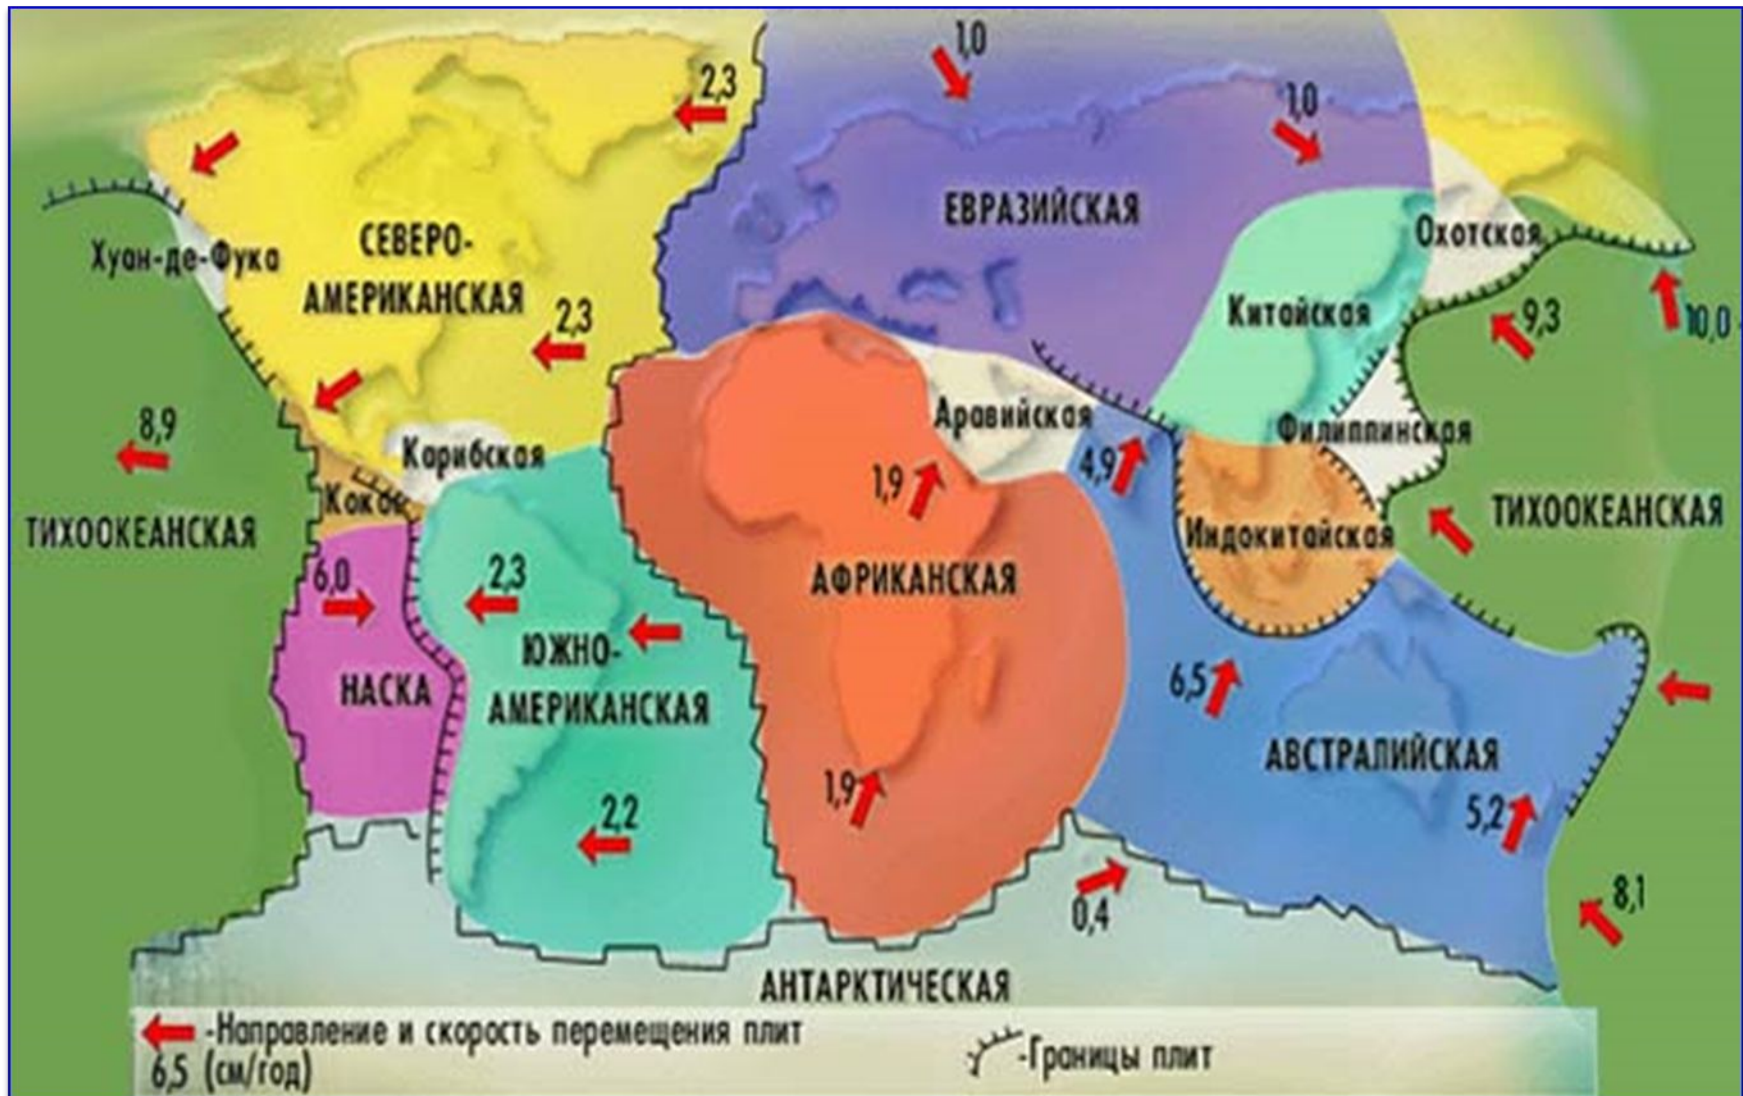 1,0
2,3
1,0
ЕВРАЗИЙСКАЯ
Охотская
Хуан-де-Фука
СЕВЕРО-
АМЕРИКАНСКАЯ
2,3
Китайская
9,3
10,0
8,9
Карибская
Аравийская
4,9
Филиппинская
1,9
Кокос
ТИХООКЕАНСКАЯ
Индокитайская
ТИХООКЕАНСКАЯ
6,0
2,3
АФРИКАНСКАЯ
ЮЖНО-
АМЕРИКАНСКАЯ
НАСКА
6,5
АВСТРАЛИЙСКАЯ
1,9
2,2
5,2
0,4
8,1
АНТАРКТИЧЕСКАЯ
-Направление и скорость перемещения плит
6,5 (см/год)
-Границы плит